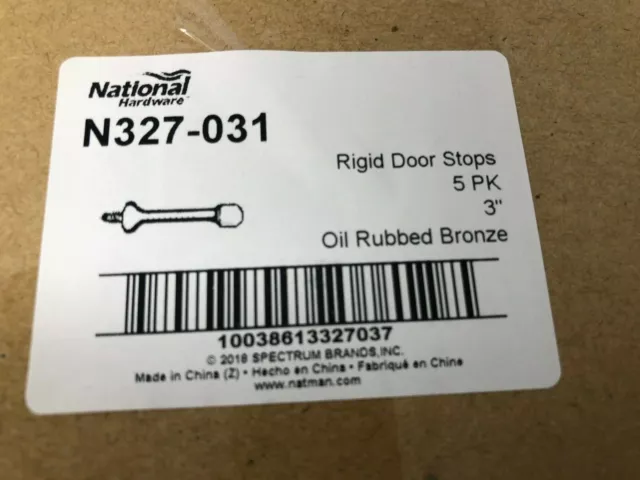 National
Hardware
N327-031
Rigid Door Stops
5 PK
3"
Oil Rubbed Bronze
10038613327037
© 2018 SPECTRUM BRANDS,INC.
Made in China (Z) • Hecho en China • Fabriqué en Chine
www.natman.com